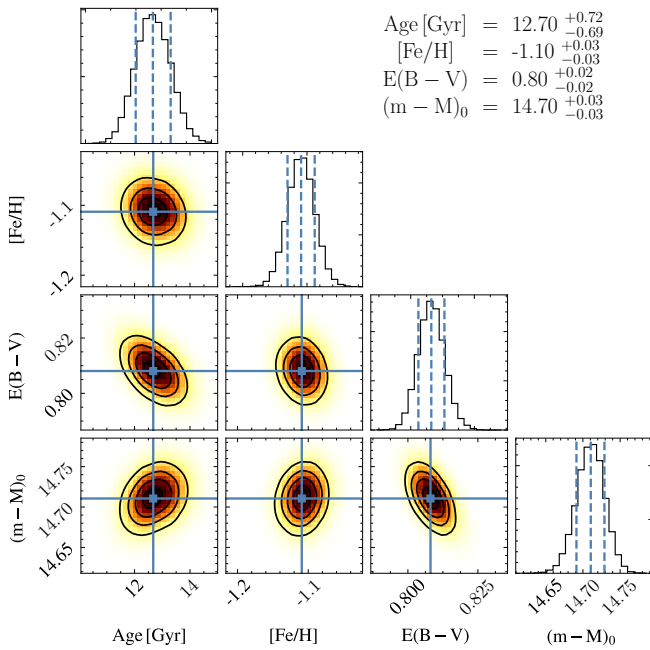 Age [Gyr] = 12.70 +0.72 −0.69
[Fe/H] = -1.10 +0.03 −0.03
E(B − V) = 0.80 +0.02 −0.02
(m − M)₀ = 14.70 +0.03 −0.03
[Fe/H]
-1.1
-1.2
E(B − V)
0.82
0.80
(m − M)₀
14.75
14.70
14.65
12
14
-1.2
-1.1
0.800
0.825
14.65
14.70
14.75
Age [Gyr]
[Fe/H]
E(B − V)
(m − M)₀